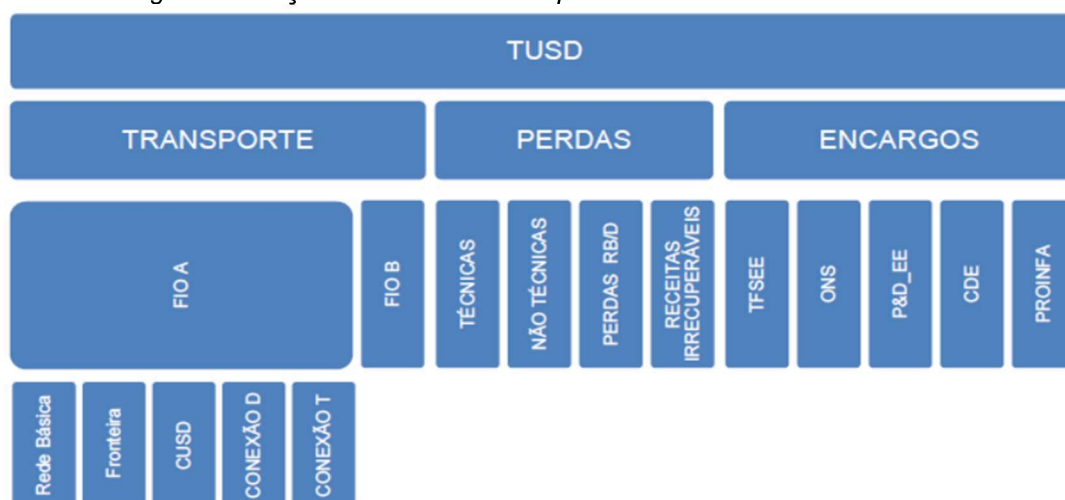 TUSD
TRANSPORTE
PERDAS
ENCARGOS
FIO A
FIO B
TÉCNICAS
NÃO TÉCNICAS
PERDAS RB/D
RECEITAS
IRRECUPERÁVEIS
TFSEE
ONS
P&D_EE
CDE
PROINFA
Rede Básica
Fronteira
CUSD
CONEXÃO D
CONEXÃO T